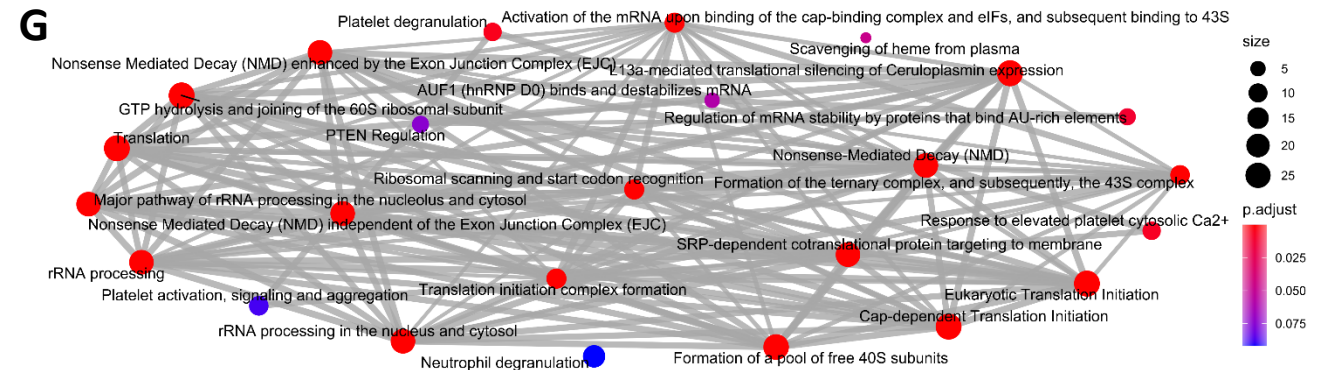 G
Platelet degranulation
Activation of the mRNA upon binding of the cap-binding complex and eIFs, and subsequent binding to 43S
Scavenging of heme from plasma
Nonsense Mediated Decay (NMD) enhanced by the Exon Junction Complex (EJC)
L13a-mediated translational silencing of Ceruloplasmin expression
AUF1 (hnRNP D0) binds and destabilizes mRNA
GTP hydrolysis and joining of the 60S ribosomal subunit
Regulation of mRNA stability by proteins that bind AU-rich elements
PTEN Regulation
Translation
Nonsense-Mediated Decay (NMD)
Ribosomal scanning and start codon recognition
Formation of the ternary complex, and subsequently, the 43S complex
Major pathway of rRNA processing in the nucleolus and cytosol
Nonsense Mediated Decay (NMD) independent of the Exon Junction Complex (EJC)
Response to elevated platelet cytosolic Ca2+
SRP-dependent cotranslational protein targeting to membrane
rRNA processing
Platelet activation, signaling and aggregation
Translation initiation complex formation
Eukaryotic Translation Initiation
Cap-dependent Translation Initiation
rRNA processing in the nucleus and cytosol
Neutrophil degranulation
Formation of a pool of free 40S subunits
size
5
10
15
20
25
p.adjust
0.025
0.050
0.075